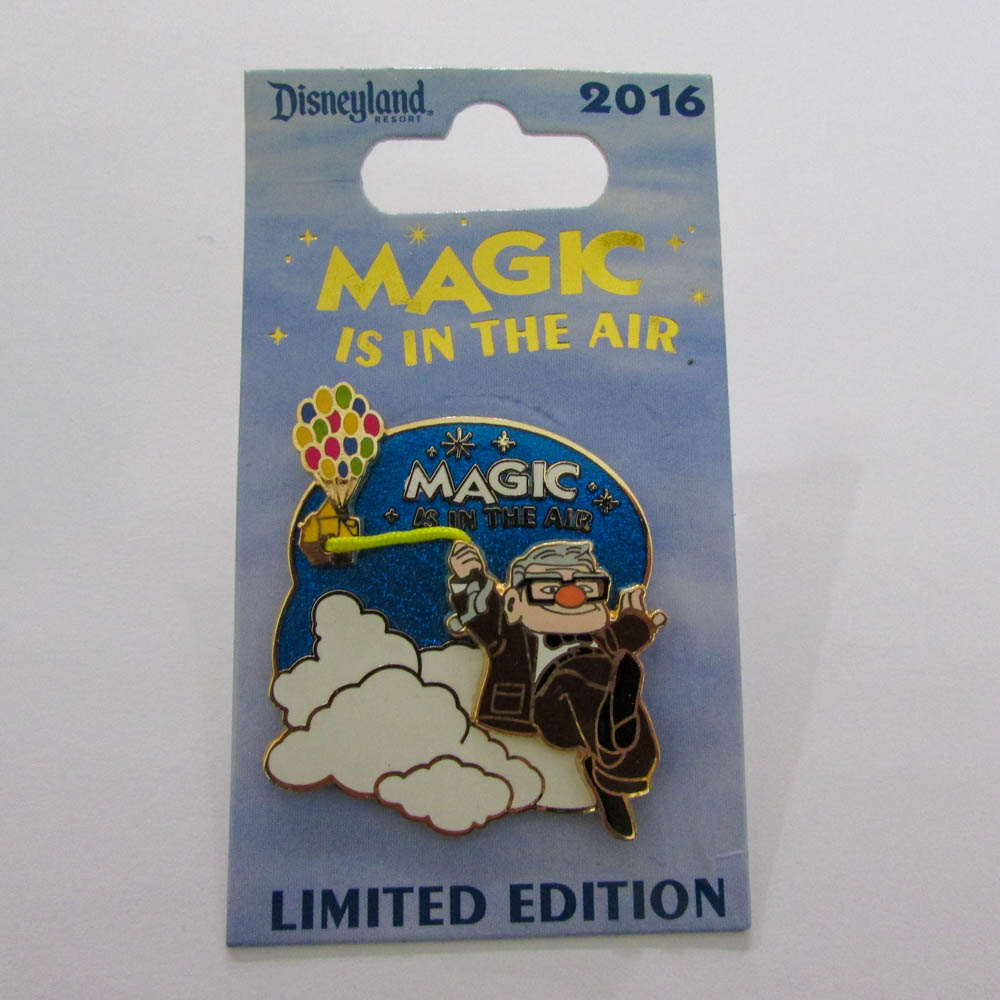 Disneyland
RESORT
2016
MAGIC
IS IN THE AIR
MAGIC
IS IN THE AIR
LIMITED EDITION